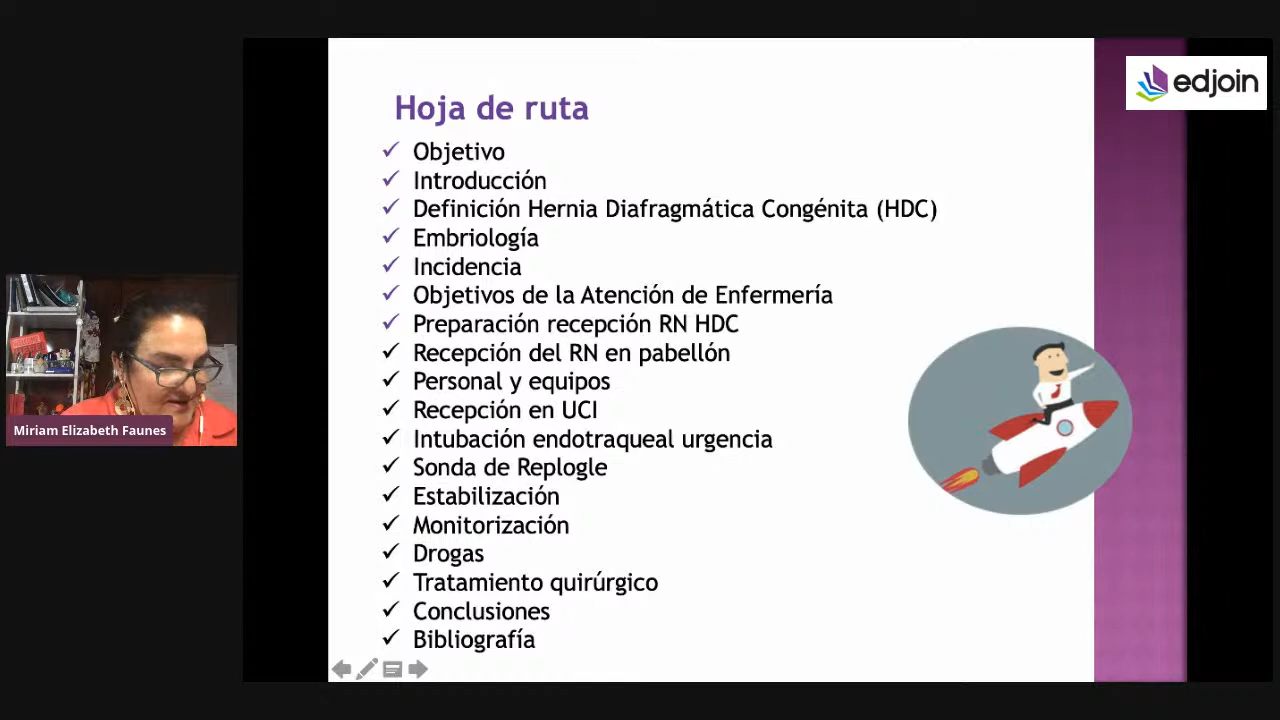 edjoin
Hoja de ruta
✓ Objetivo
✓ Introducción
✓ Definición Hernia Diafragmática Congénita (HDC)
✓ Embriología
✓ Incidencia
✓ Objetivos de la Atención de Enfermería
✓ Preparación recepción RN HDC
✓ Recepción del RN en pabellón
✓ Personal y equipos
✓ Recepción en UCI
✓ Intubación endotraqueal urgencia
✓ Sonda de Replogle
✓ Estabilización
✓ Monitorización
✓ Drogas
✓ Tratamiento quirúrgico
✓ Conclusiones
✓ Bibliografía
Miriam Elizabeth Faunes